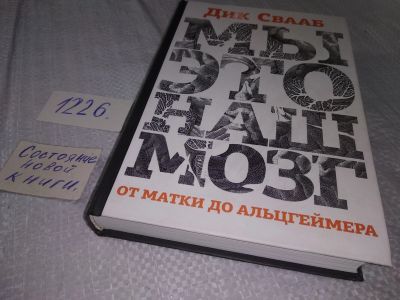 Дик Свааб
МЫ
ЭТО
НАШ
МОЗГ
ОТ МАТКИ ДО АЛЬЦГЕЙМЕРА
1226.
Состояние
новой
книги.